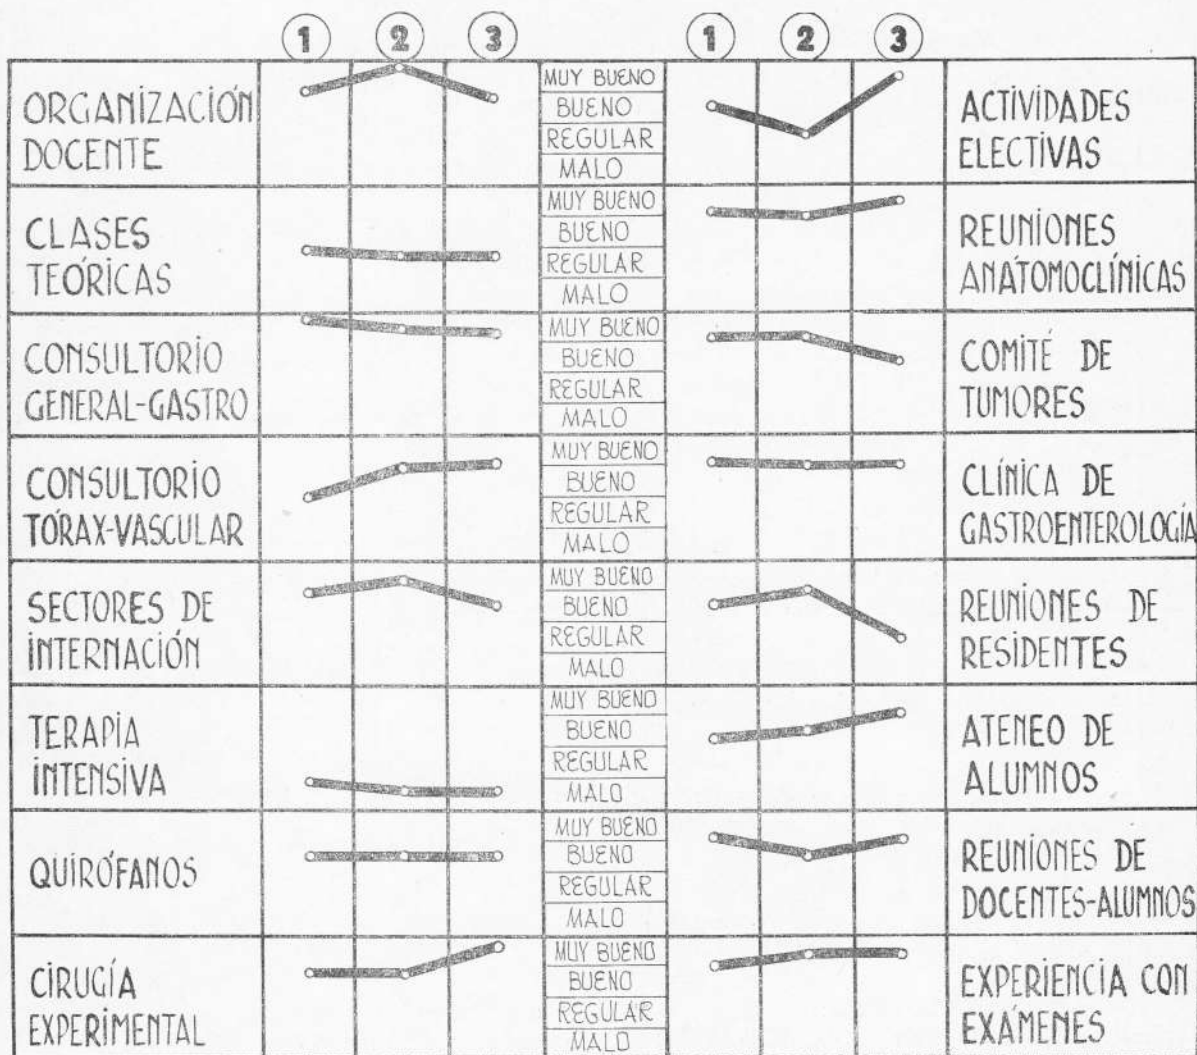 1 2 3 1 2 3
ORGANIZACIÓN
DOCENTE
MUY BUENO
BUENO
REGULAR
MALO
ACTIVIDADES
ELECTIVAS
CLASES
TEÓRICAS
MUY BUENO
BUENO
REGULAR
MALO
REUNIONES
ANATOMOCLÍNICAS
CONSULTORIO
GENERAL-GASTRO
MUY BUENO
BUENO
REGULAR
MALO
COMITÉ DE
TUMORES
CONSULTORIO
TÓRAX-VASCULAR
MUY BUENO
BUENO
REGULAR
MALO
CLÍNICA DE
GASTROENTEROLOGÍA
SECTORES DE
INTERNACIÓN
MUY BUENO
BUENO
REGULAR
MALO
REUNIONES DE
RESIDENTES
TERAPIA
INTENSIVA
MUY BUENO
BUENO
REGULAR
MALO
ATENEO DE
ALUMNOS
QUIRÓFANOS
MUY BUENO
BUENO
REGULAR
MALO
REUNIONES DE
DOCENTES-ALUMNOS
CIRUGÍA
EXPERIMENTAL
MUY BUENO
BUENO
REGULAR
MALO
EXPERIENCIA CON
EXÁMENES